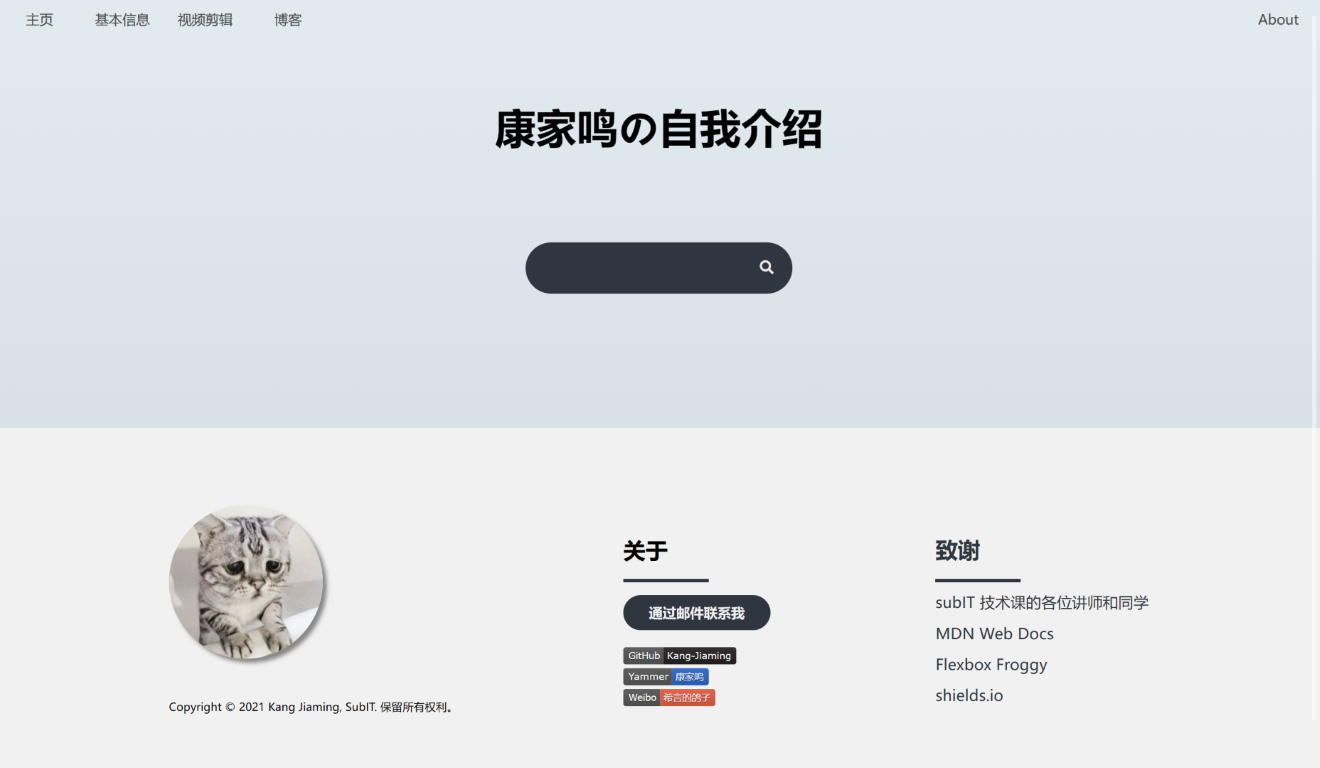 主页 基本信息 视频剪辑 博客 About
康家鸣の自我介绍
关于
通过邮件联系我
GitHub Kang-Jiaming
Yammer 康家鸣
Weibo 希言的鸽子
致谢
subIT 技术课的各位讲师和同学
MDN Web Docs
Flexbox Froggy
shields.io
Copyright © 2021 Kang Jiaming, SubIT. 保留所有权利。